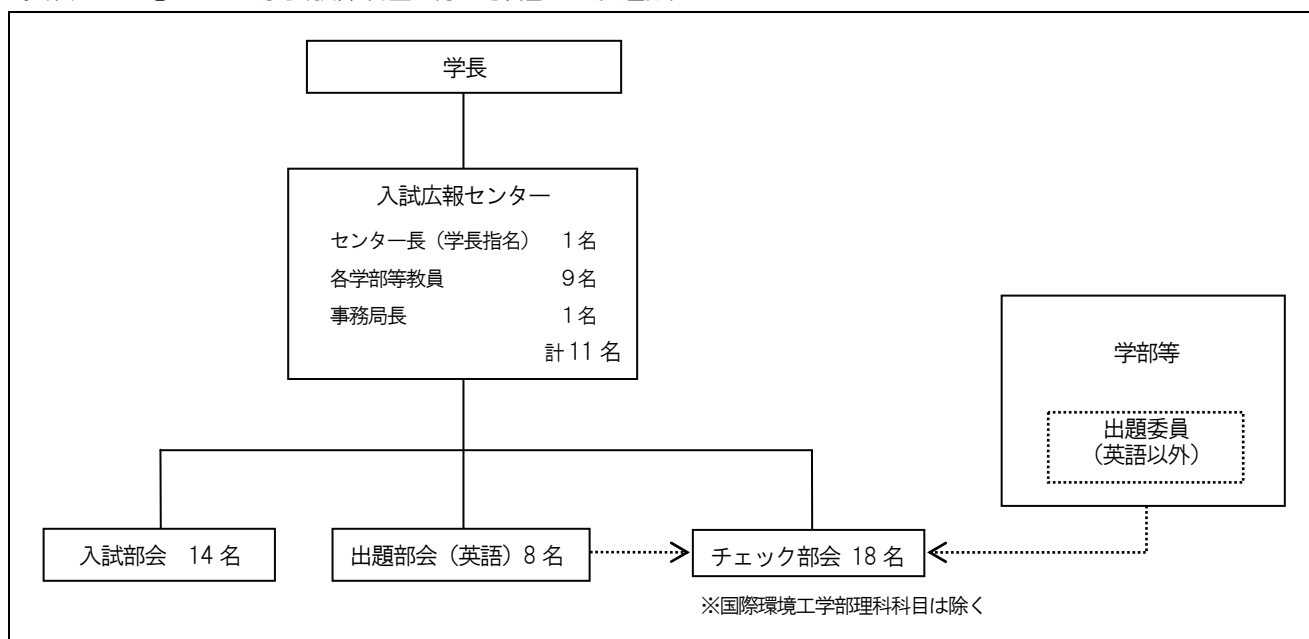 学長
入試広報センター
センター長（学長指名） 1名
各学部等教員 9名
事務局長 1名
計11名
学部等
出題委員
（英語以外）
入試部会 14名
出題部会（英語）8名
チェック部会 18名
※国際環境工学部理科科目は除く